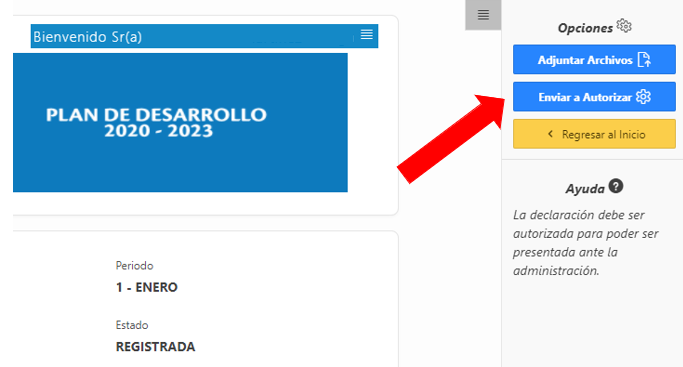 Bienvenido Sr(a)
PLAN DE DESARROLLO
2020 - 2023
Periodo
1 - ENERO
Estado
REGISTRADA
Opciones
Adjuntar Archivos
Enviar a Autorizar
Regresar al Inicio
Ayuda
La declaración debe ser
autorizada para poder ser
presentada ante la
administración.